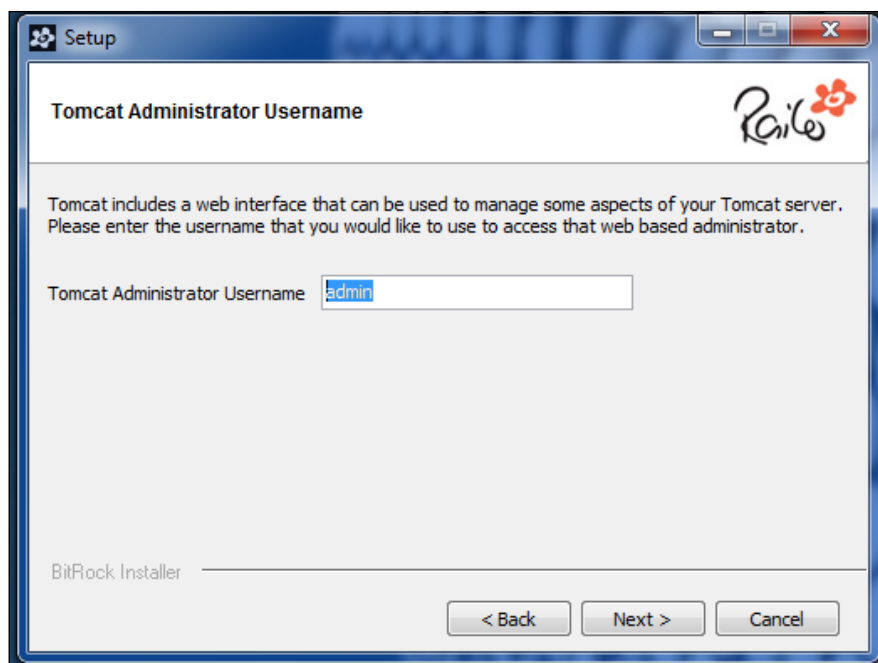 Setup
Tomcat Administrator Username
Railo
Tomcat includes a web interface that can be used to manage some aspects of your Tomcat server.
Please enter the username that you would like to use to access that web based administrator.
Tomcat Administrator Username admin
BitRock Installer
< Back Next > Cancel